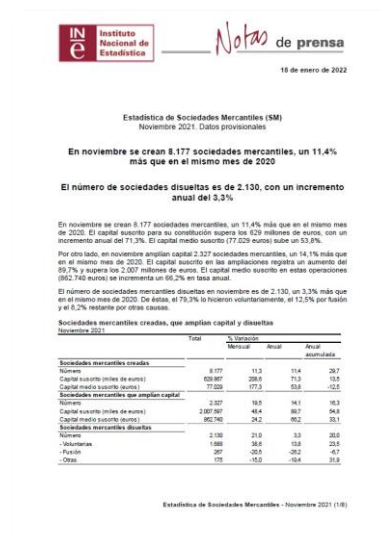 INE
Instituto
Nacional de
Estadística
Notas de prensa
18 de enero de 2022
Estadística de Sociedades Mercantiles (SM)
Noviembre 2021. Datos provisionales
En noviembre se crean 8.177 sociedades mercantiles, un 11,4%
más que en el mismo mes de 2020
El número de sociedades disueltas es de 2.130, con un incremento
anual del 3,3%
En noviembre se crean 8.177 sociedades mercantiles, un 11,4% más que en el mismo mes
de 2020. El capital suscrito para su constitución supera los 629 millones de euros, con un
incremento anual del 71,3%. El capital medio suscrito (77.029 euros) sube un 53,8%.
Por otro lado, en noviembre amplían capital 2.327 sociedades mercantiles, un 14,1% más que
en el mismo mes de 2020. El capital suscrito en las ampliaciones registra un aumento del
89,7% y supera los 2.007 millones de euros. El capital medio suscrito en estas operaciones
(862.740 euros) se incrementa un 66,2% en tasa anual.
El número de sociedades mercantiles disueltas en noviembre es de 2.130, un 3,3% más que
en el mismo mes de 2020. De éstas, el 79,3% lo hicieron voluntariamente, el 12,5% por fusión
y el 8,2% restante por otras causas.
Sociedades mercantiles creadas, que amplían capital y disueltas
Noviembre 2021
Total % Variación
Mensual Anual Anual
acumulada
Sociedades mercantiles creadas
Número 8.177 11,3 11,4 29,7
Capital suscrito (miles de euros) 629.867 208,6 71,3 13,5
Capital medio suscrito (euros) 77.029 177,3 53,8 -12,5
Sociedades mercantiles que amplían capital
Número 2.327 19,5 14,1 16,3
Capital suscrito (miles de euros) 2.007.597 48,4 89,7 54,8
Capital medio suscrito (euros) 862.740 24,2 66,2 33,1
Sociedades mercantiles disueltas
Número 2.130 21,0 3,3 20,0
- Voluntarias 1.688 38,6 13,8 23,5
- Fusión 267 -20,5 -28,2 -6,7
- Otras 175 -15,0 -19,4 31,9
Estadística de Sociedades Mercantiles - Noviembre 2021 (1/8)